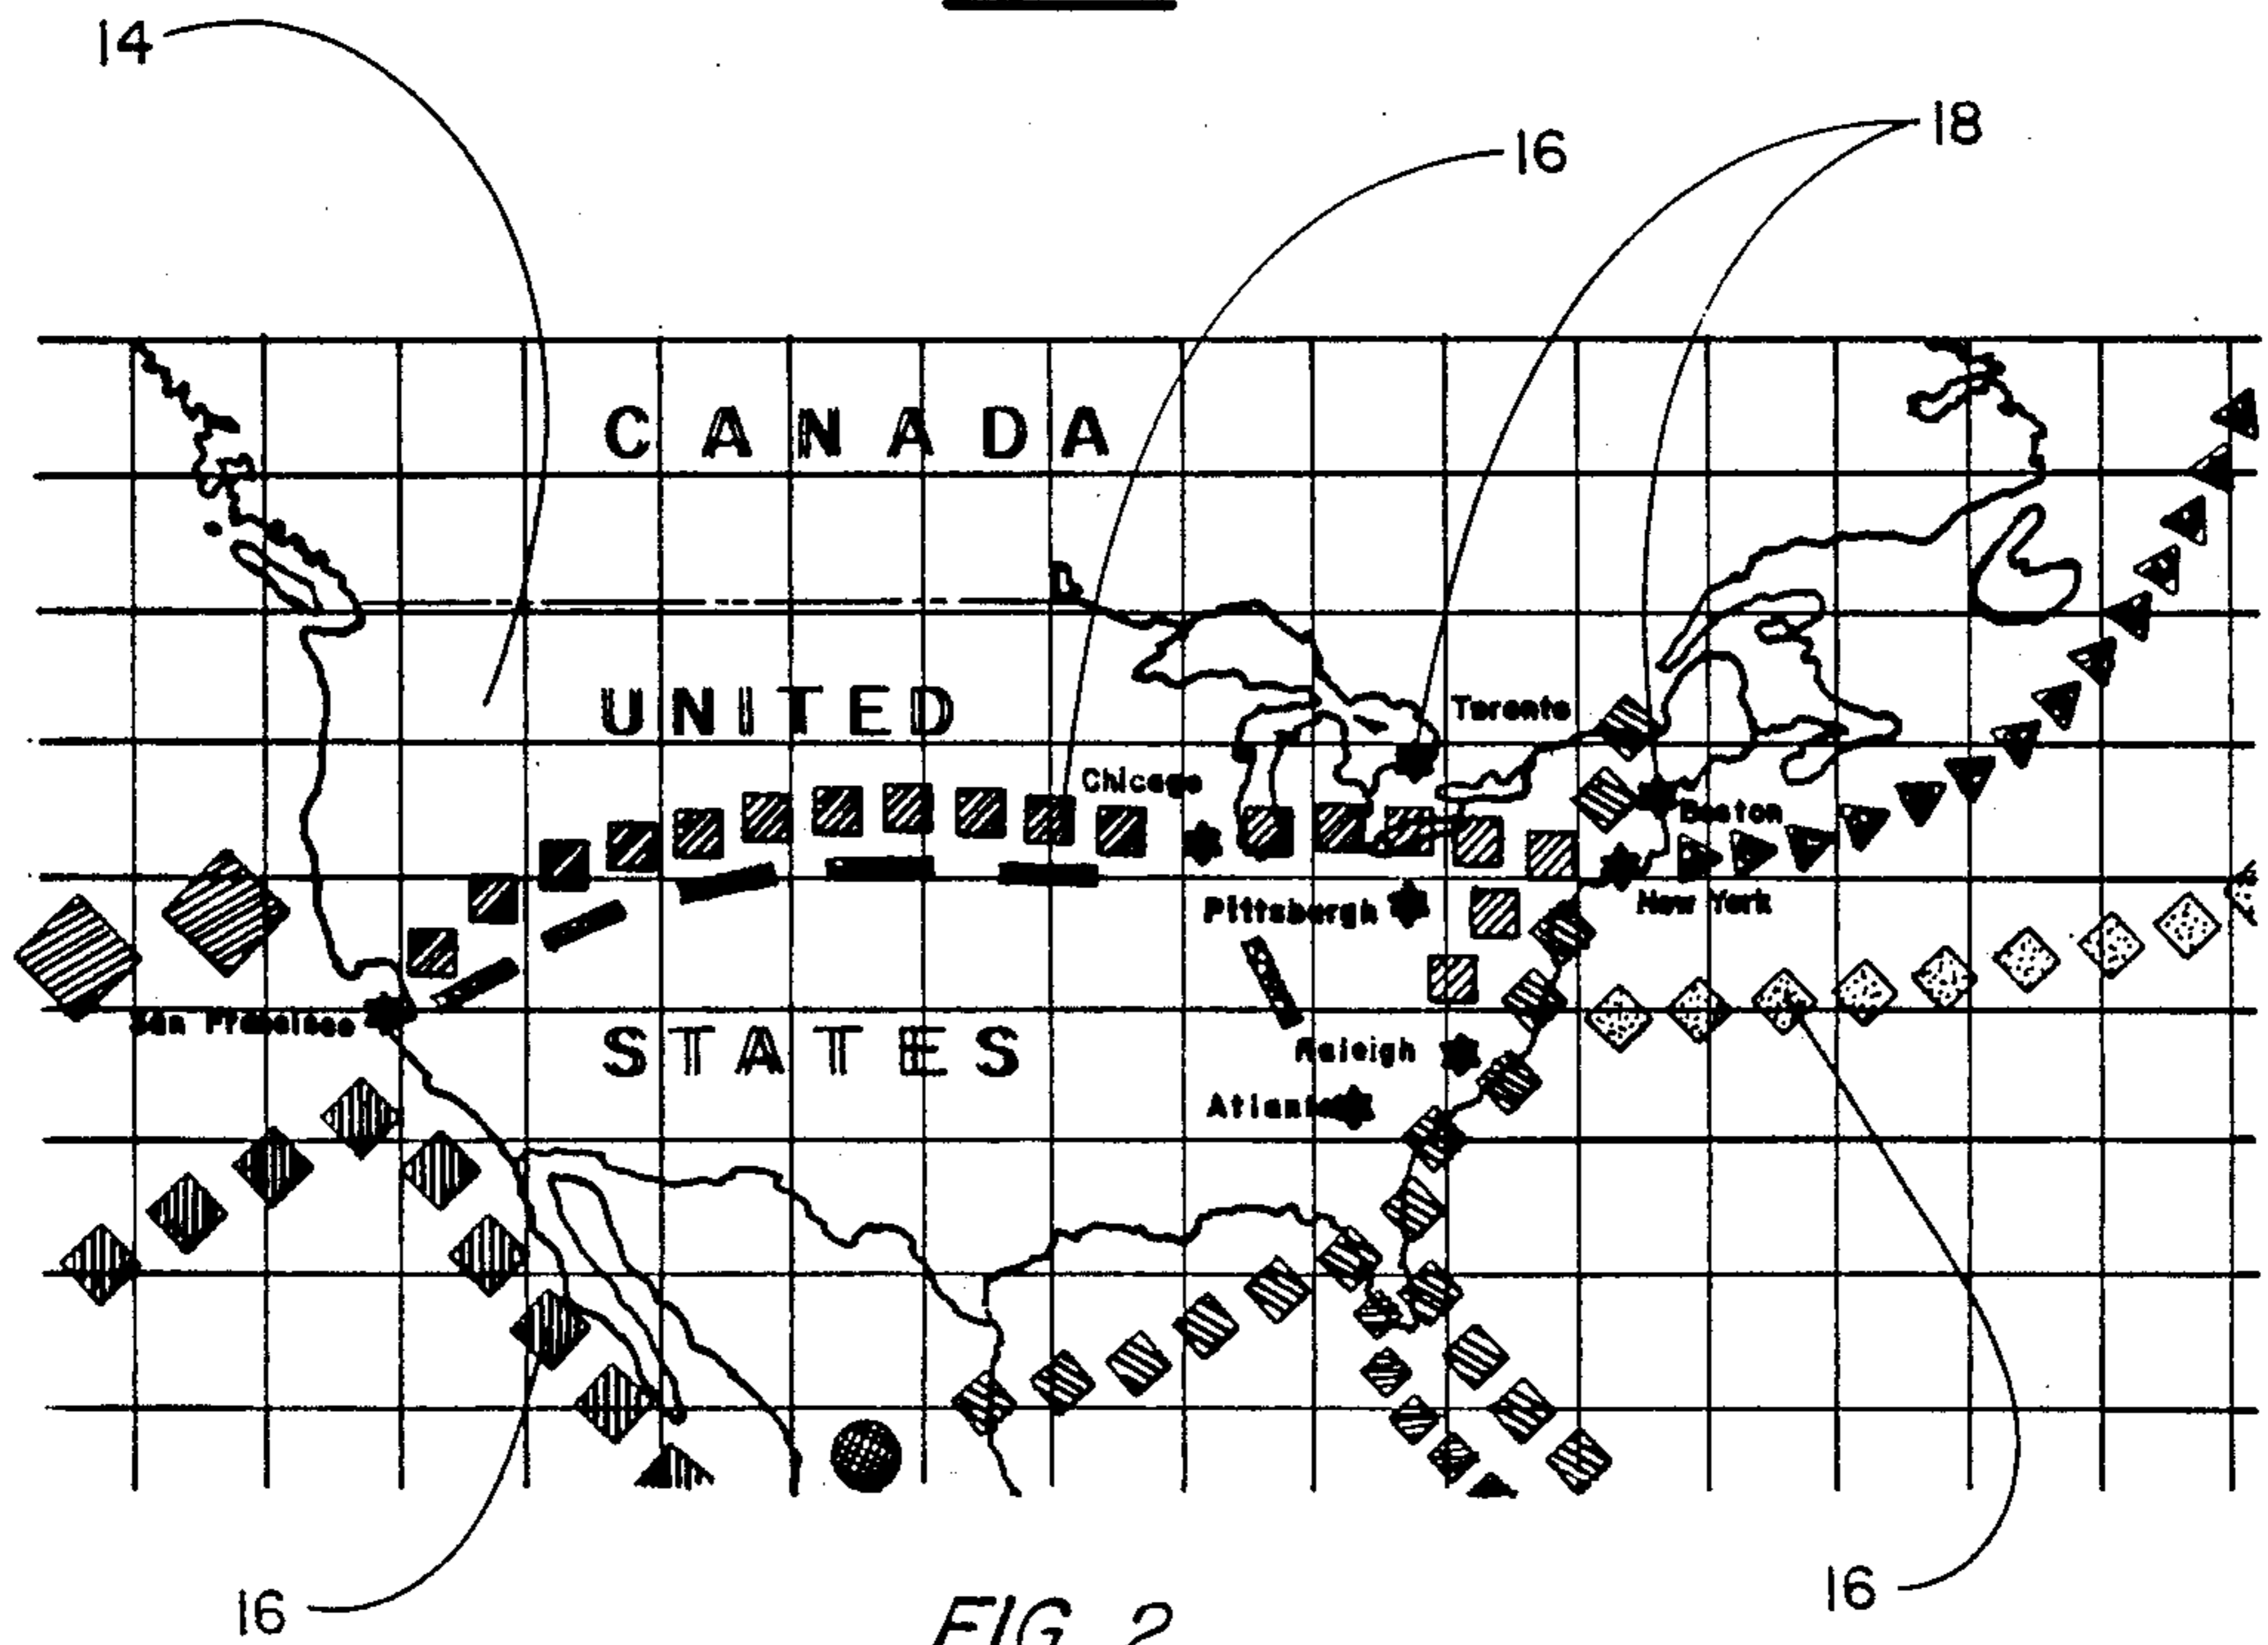 14
18
16
CANADA
UNITED
Toronto
Chicago
Boston
Pittsburgh
New York
San Francisco
STATES
Raleigh
Atlanta
16
16
FIG. 2